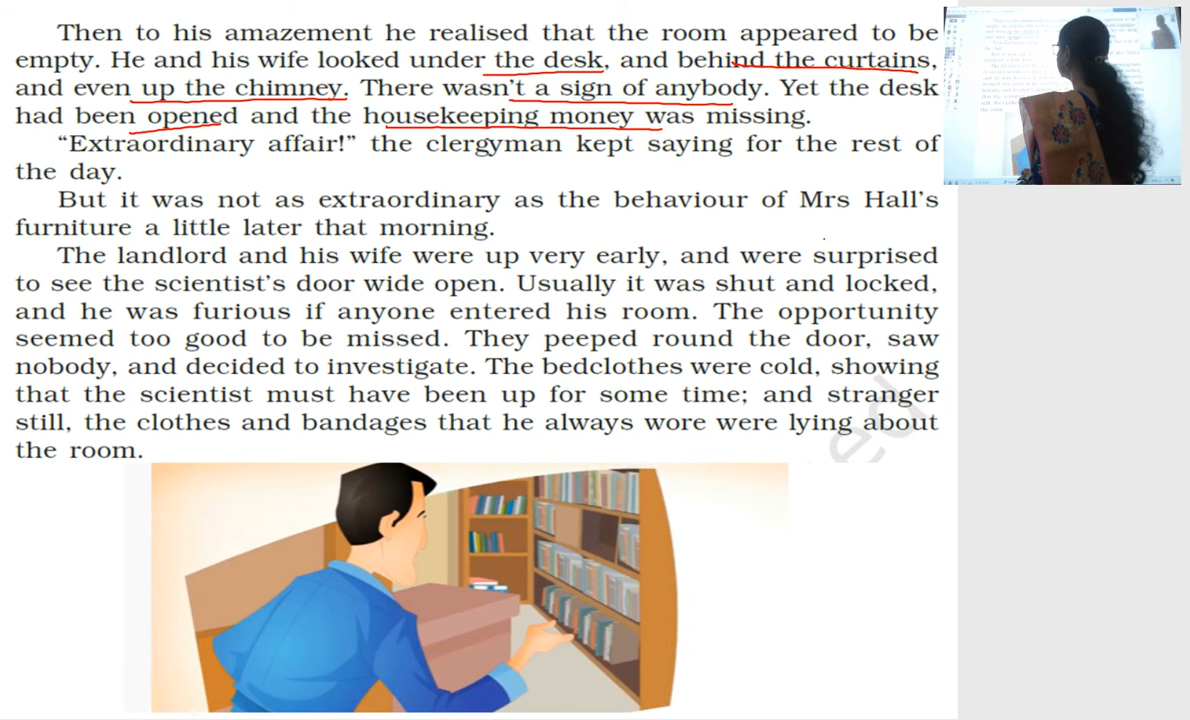 Then to his amazement he realised that the room appeared to be
empty. He and his wife looked under the desk, and behind the curtains,
and even up the chimney. There wasn't a sign of anybody. Yet the desk
had been opened and the housekeeping money was missing.
“Extraordinary affair!” the clergyman kept saying for the rest of
the day.
But it was not as extraordinary as the behaviour of Mrs Hall's
furniture a little later that morning.
The landlord and his wife were up very early, and were surprised
to see the scientist's door wide open. Usually it was shut and locked,
and he was furious if anyone entered his room. The opportunity
seemed too good to be missed. They peeped round the door, saw
nobody, and decided to investigate. The bedclothes were cold, showing
that the scientist must have been up for some time; and stranger
still, the clothes and bandages that he always wore were lying about
the room.